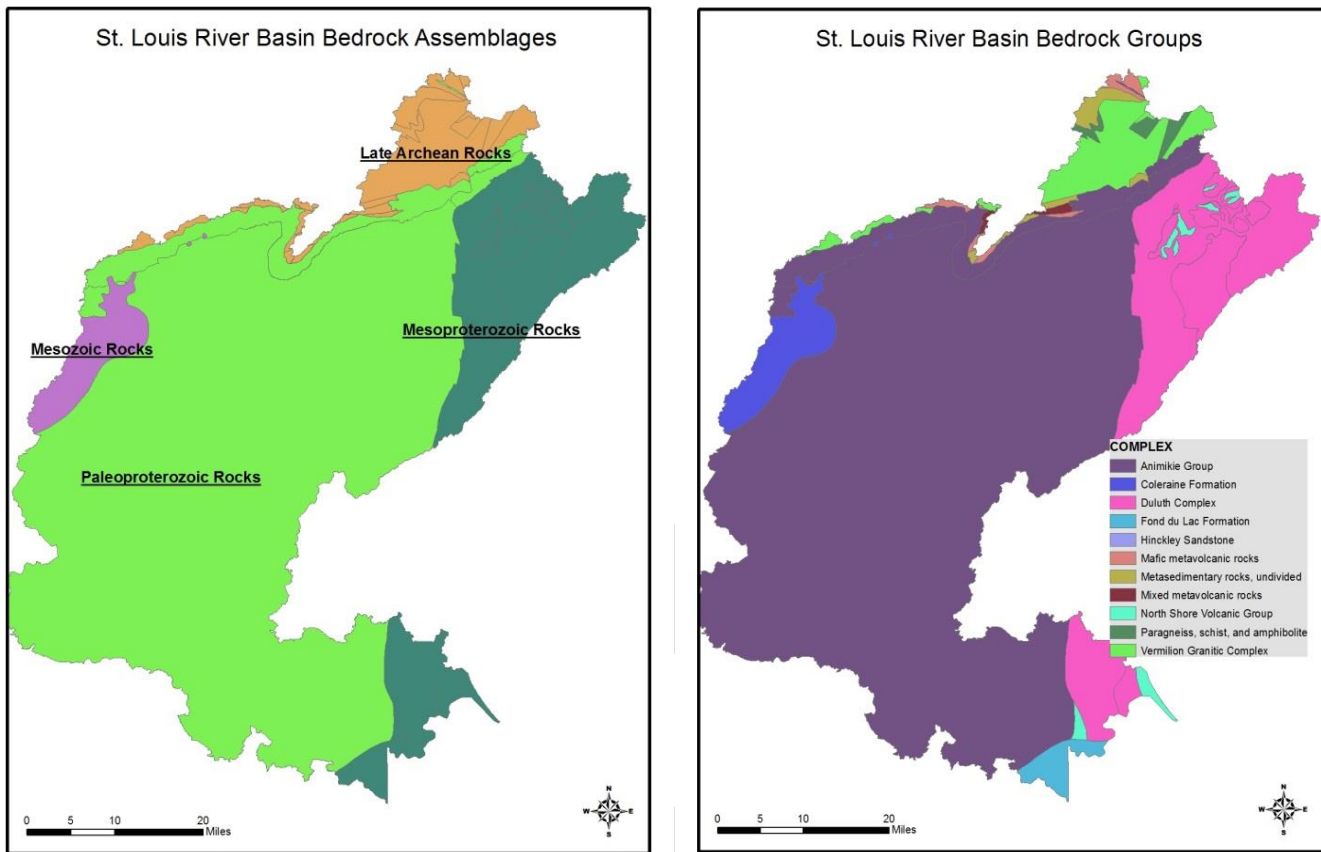 St. Louis River Basin Bedrock Assemblages
Late Archean Rocks
Mesoproterozoic Rocks
Mesozoic Rocks
Paleoproterozoic Rocks
N
W E
S
0 5 10 20
Miles
St. Louis River Basin Bedrock Groups
COMPLEX
Animikie Group
Coleraine Formation
Duluth Complex
Fond du Lac Formation
Hinckley Sandstone
Mafic metavolcanic rocks
Metasedimentary rocks, undivided
Mixed metavolcanic rocks
North Shore Volcanic Group
Paragneiss, schist, and amphibolite
Vermilion Granitic Complex
N
W E
S
0 5 10 20
Miles